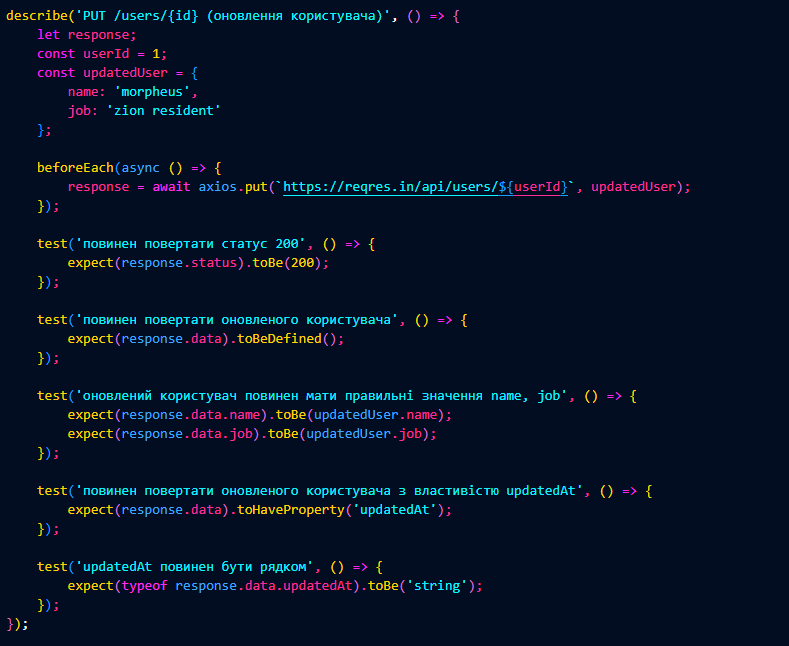 describe('PUT /users/{id} (оновлення користувача)', () => {
let response;
const userId = 1;
const updatedUser = {
name: 'morpheus',
job: 'zion resident'
};
beforeEach(async () => {
response = await axios.put(`https://reqres.in/api/users/${userId}`, updatedUser);
});
test('повинен повертати статус 200', () => {
expect(response.status).toBe(200);
});
test('повинен повертати оновленого користувача', () => {
expect(response.data).toBeDefined();
});
test('оновлений користувач повинен мати правильні значення name, job', () => {
expect(response.data.name).toBe(updatedUser.name);
expect(response.data.job).toBe(updatedUser.job);
});
test('повинен повертати оновленого користувача з властивістю updatedAt', () => {
expect(response.data).toHaveProperty('updatedAt');
});
test('updatedAt повинен бути рядком', () => {
expect(typeof response.data.updatedAt).toBe('string');
});
});